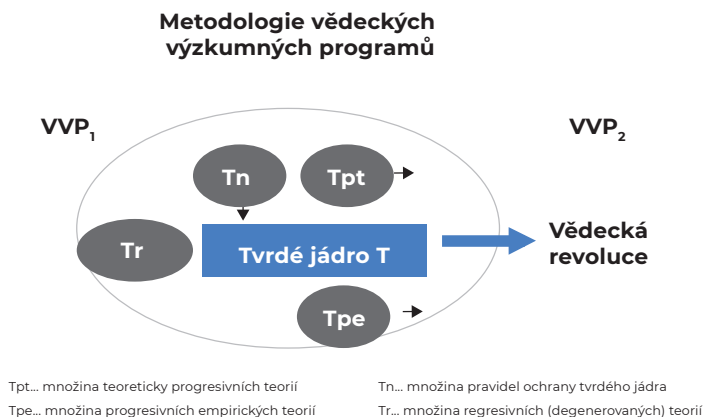 Metodologie vědeckých
výzkumných programů
VVP₁
VVP₂
Tn
Tpt
Tr
Tvrdé jádro T
Vědecká
revoluce
Tpe
Tpt... množina teoreticky progresivních teorií
Tn... množina pravidel ochrany tvrdého jádra
Tpe... množina progresivních empirických teorií
Tr... množina regresivních (degenerovaných) teorií